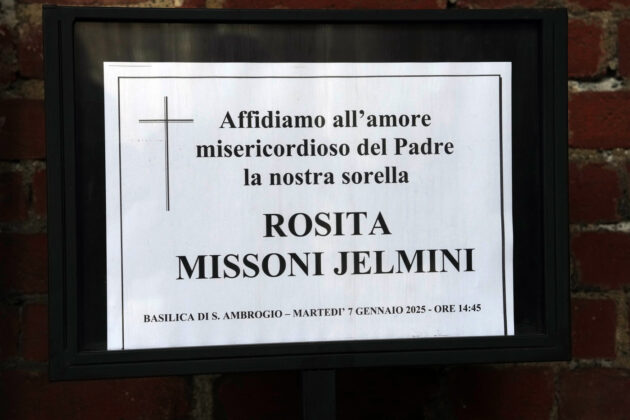 Affidiamo all’amore
misericordioso del Padre
la nostra sorella
ROSITA
MISSONI JELMINI
BASILICA DI S. AMBROGIO – MARTEDI’ 7 GENNAIO 2025 - ORE 14:45